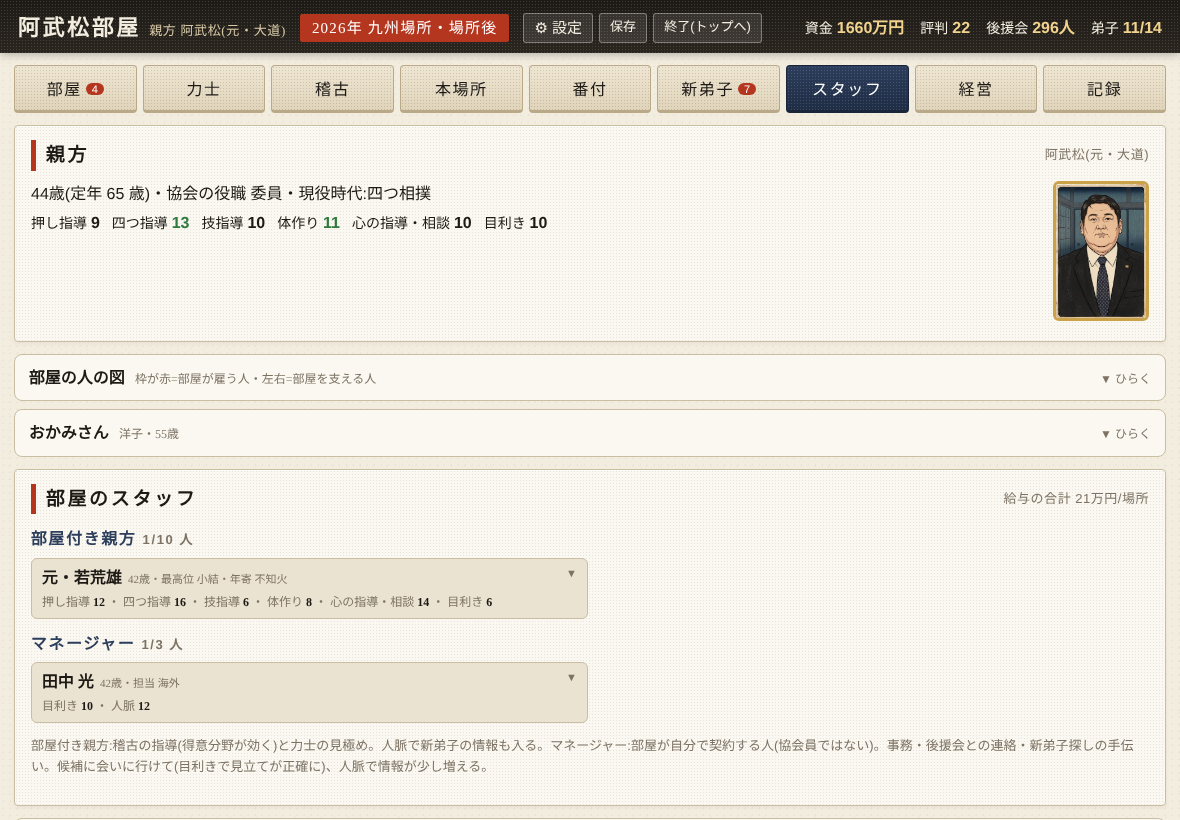 阿武松部屋 親方 阿武松(元・大道) 2026年 九州場所・場所後 ⚙ 設定 保存 終了(トップへ) 資金 1660万円 評判 22 後援会 296人 弟子 11/14
部屋 4 力士 稽古 本場所 番付 新弟子 7 スタッフ 経営 記録
親方 阿武松(元・大道)
44歳(定年 65 歳)・協会の役職 委員・現役時代:四つ相撲
押し指導 9 四つ指導 13 技指導 10 体作り 11 心の指導・相談 10 目利き 10
部屋の人の図 枠が赤=部屋が雇う人・左右=部屋を支える人 ▼ ひらく
おかみさん 洋子・55歳 ▼ ひらく
部屋のスタッフ 給与の合計 21万円/場所
部屋付き親方 1/10 人
元・若荒雄 42歳・最高位 小結・年寄 不知火 ▼
押し指導 12 ・ 四つ指導 16 ・ 技指導 6 ・ 体作り 8 ・ 心の指導・相談 14 ・ 目利き 6
マネージャー 1/3 人
田中 光 42歳・担当 海外 ▼
目利き 10 ・ 人脈 12
部屋付き親方:稽古の指導(得意分野が効く)と力士の見極め。人脈で新弟子の情報も入る。マネージャー:部屋が自分で契約する人(協会員ではない)。事務・後援会との連絡・新弟子探しの手伝
い。候補に会いに行けて(目利きで見立てが正確に)、人脈で情報が少し増える。